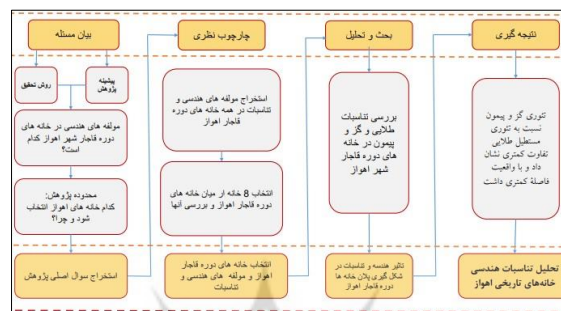 بیان مسئله
چارچوب نظری
بحث و تحلیل
نتیجه گیری
روش تحقیق
پیشینه
پژوهش
مولفه های هندسی در خانه های
دوره قاجار شهر اهواز کدام
است؟
محدوده پژوهش:
کدام خانه های اهواز انتخاب
شود و چرا؟
استخراج سوال اصلی پژوهش
استخراج مولفه های هندسی و
تناسبات در همه خانه های دوره
قاجار اهواز
انتخاب 8 خانه ار میان خانه های
دوره قاجار اهواز و بررسی آنها
انتخاب خانه های دوره قاجار
اهواز و مولفه های هندسی و
تناسبات
بررسی تناسبات
طلایی و گز و
پیمون در خانه
های دوره قاجار
شهر اهواز
تاثیر هندسه و تناسبات در
شکل گیری پلان خانه ها
دوره قاجار اهواز
تئوری گز و پیمون
نسبت به تئوری
مستطیل طلایی
تفاوت کمتری نشان
داد و با واقعیت
فاصلهٔ کمتری داشت
تحلیل تناسبات هندسی
خانه‌های تاریخی اهواز